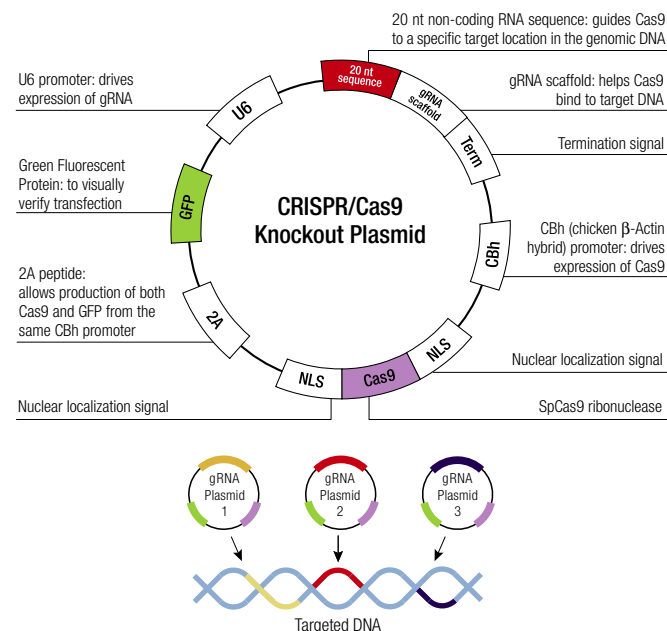 20 nt non-coding RNA sequence: guides Cas9
to a specific target location in the genomic DNA
U6 promoter: drives
expression of gRNA
gRNA scaffold: helps Cas9
bind to target DNA
Termination signal
Green Fluorescent
Protein: to visually
verify transfection
CBh (chicken β-Actin
hybrid) promoter: drives
expression of Cas9
2A peptide:
allows production of both
Cas9 and GFP from the
same CBh promoter
Nuclear localization signal
Nuclear localization signal
SpCas9 ribonuclease
20 nt
sequence
gRNA
scaffold
Term
CBh
NLS
Cas9
NLS
2A
GFP
U6
CRISPR/Cas9
Knockout Plasmid
gRNA
Plasmid
1
gRNA
Plasmid
2
gRNA
Plasmid
3
Targeted DNA